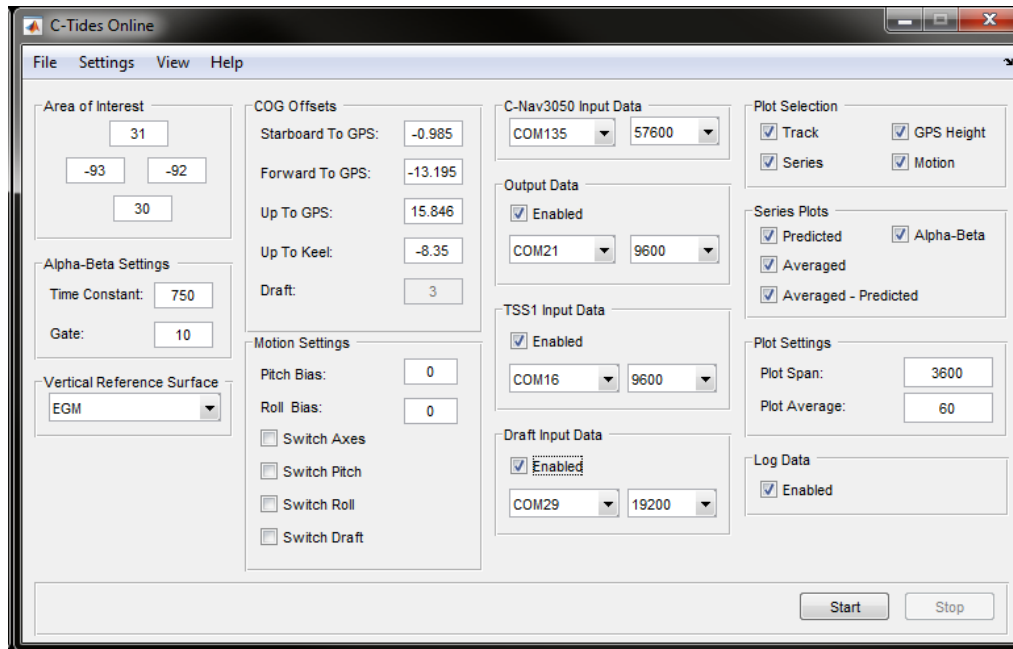 C-Tides Online
File Settings View Help
Area of Interest
31
-93 -92
30
Alpha-Beta Settings
Time Constant: 750
Gate: 10
Vertical Reference Surface
EGM
COG Offsets
Starboard To GPS: -0.985
Forward To GPS: -13.195
Up To GPS: 15.846
Up To Keel: -8.35
Draft: 3
Motion Settings
Pitch Bias: 0
Roll Bias: 0
Switch Axes
Switch Pitch
Switch Roll
Switch Draft
C-Nav3050 Input Data
COM135 57600
Output Data
Enabled
COM21 9600
TSS1 Input Data
Enabled
COM16 9600
Draft Input Data
Enabled
COM29 19200
Plot Selection
Track GPS Height
Series Motion
Series Plots
Predicted Alpha-Beta
Averaged
Averaged - Predicted
Plot Settings
Plot Span: 3600
Plot Average: 60
Log Data
Enabled
Start Stop